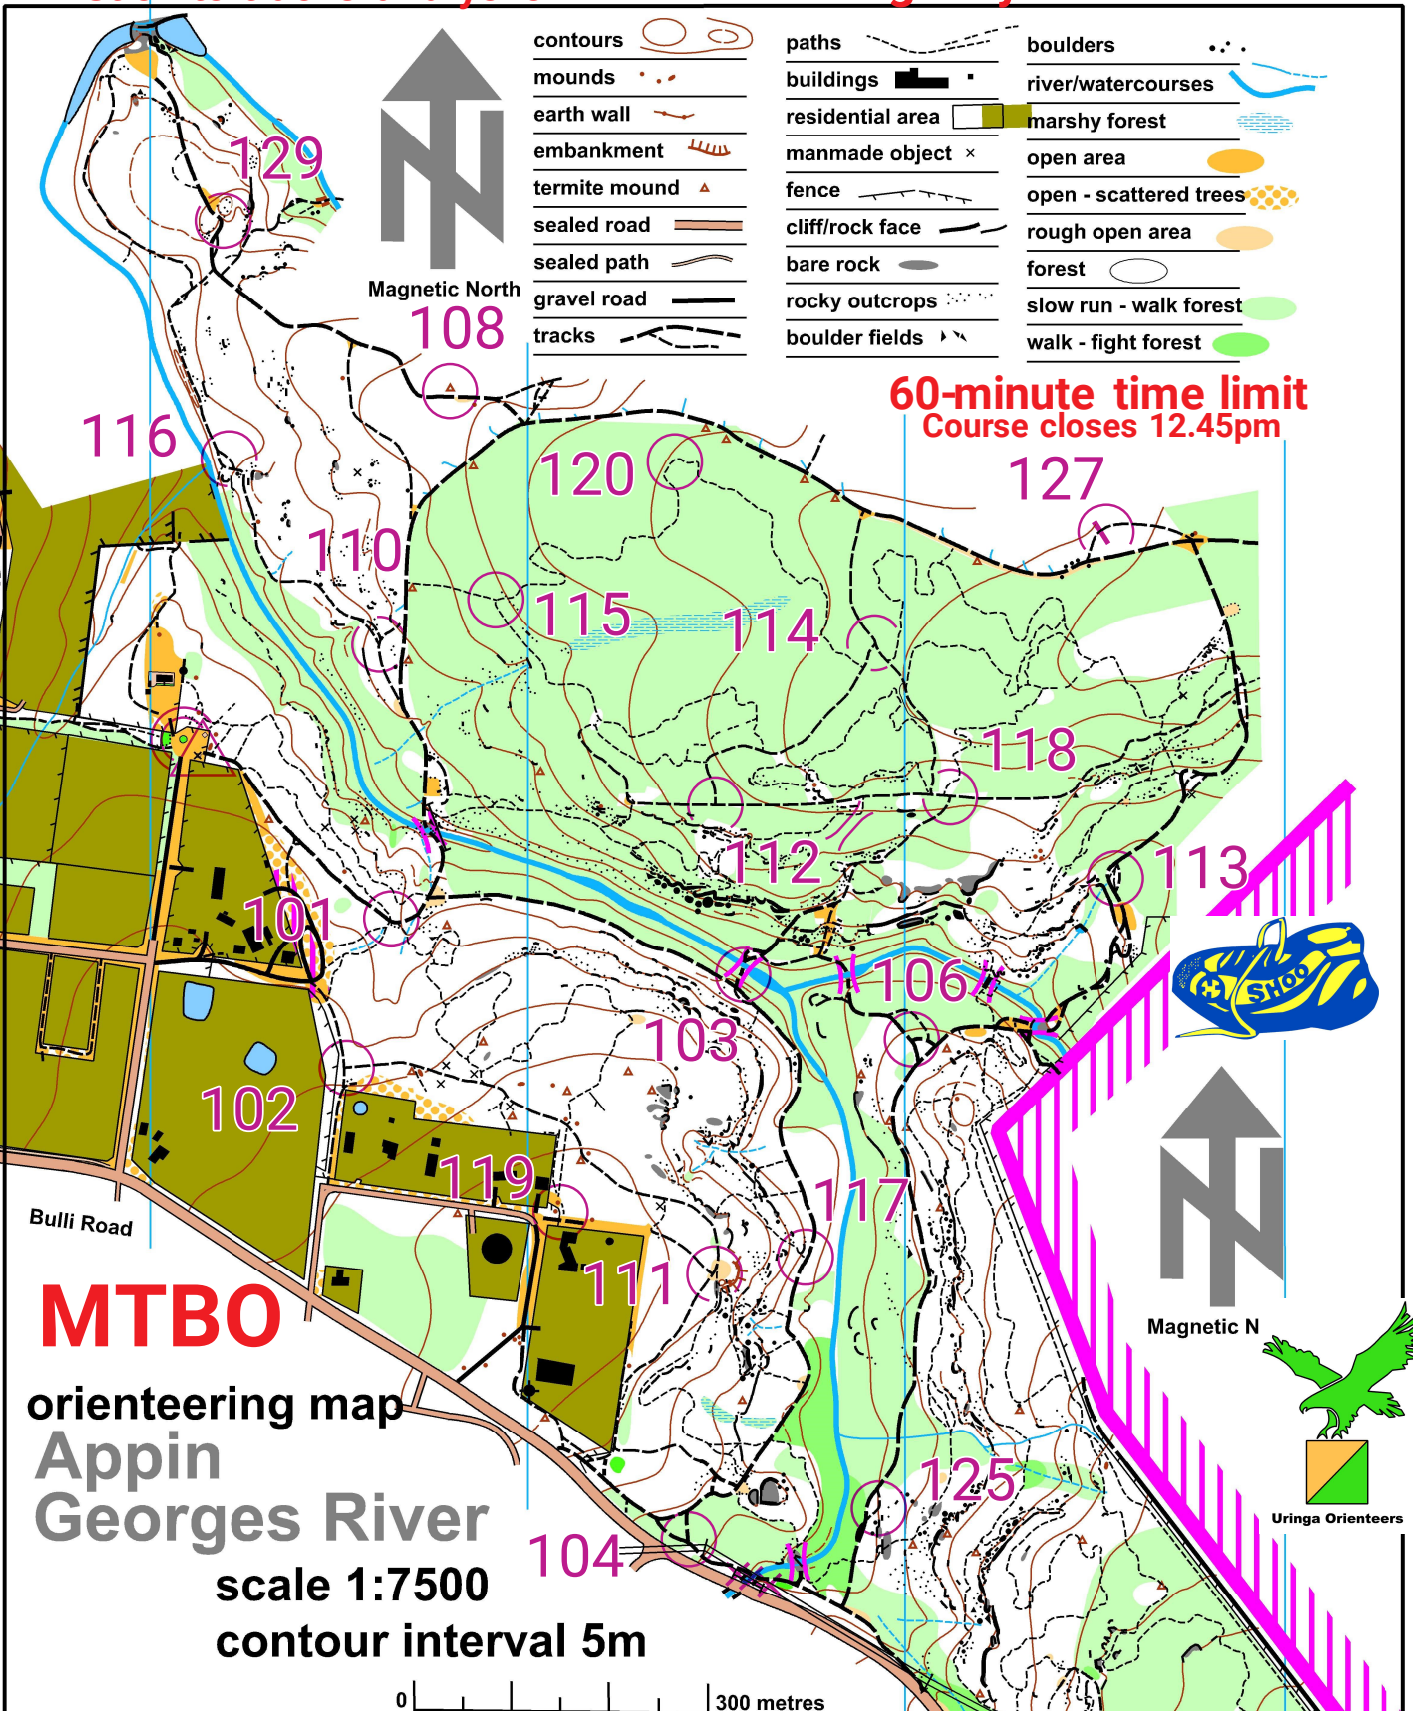 contours
mounds
earth wall
embankment
termite mound
sealed road
sealed path
gravel road
tracks
paths
buildings
residential area
manmade object
fence
cliff/rock face
bare rock
rocky outcrops
boulder fields
boulders
river/watercourses
marshy forest
open area
open - scattered trees
rough open area
forest
slow run - walk forest
walk - fight forest
Magnetic North
60-minute time limit
Course closes 12.45pm
129
108
116
120
127
110
115
114
118
112
113
101
106
103
102
119
117
111
125
104
SHOO
Bulli Road
Magnetic N
MTBO
orienteering map
Appin
Georges River
scale 1:7500
contour interval 5m
0 300 metres
Uringa Orienteers